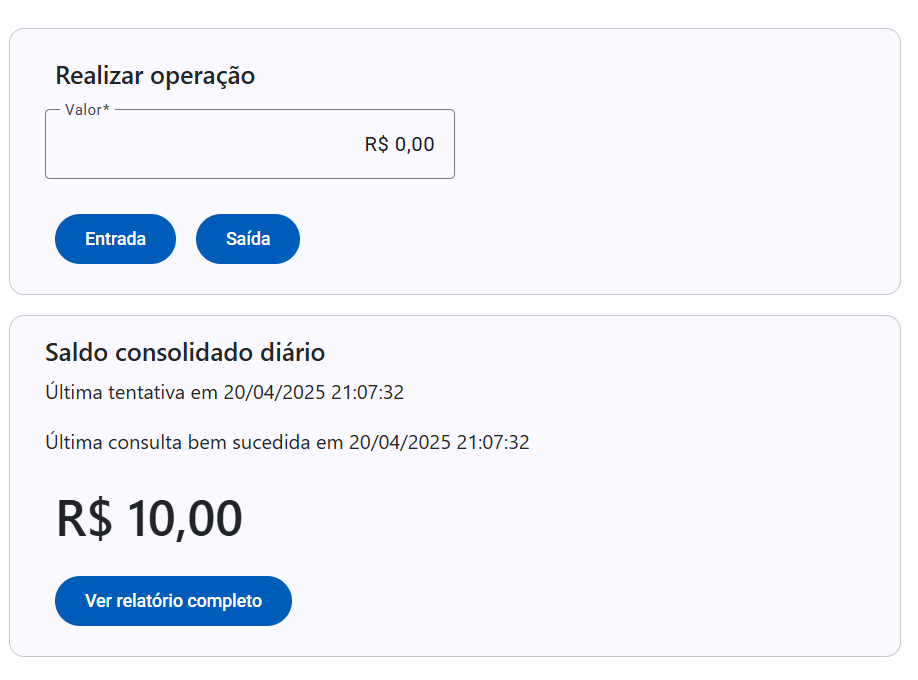 Realizar operação
Valor*
R$ 0,00
Entrada Saída
Saldo consolidado diário
Última tentativa em 20/04/2025 21:07:32
Última consulta bem sucedida em 20/04/2025 21:07:32
R$ 10,00
Ver relatório completo